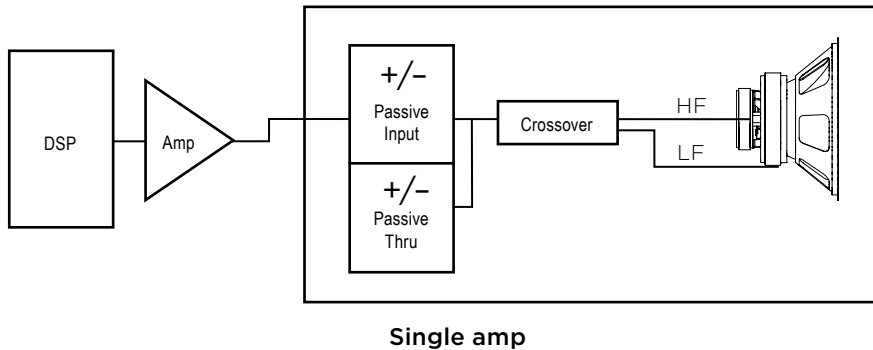 DSP
Amp
+/–
Passive
Input
+/–
Passive
Thru
Crossover
HF
LF
Single amp